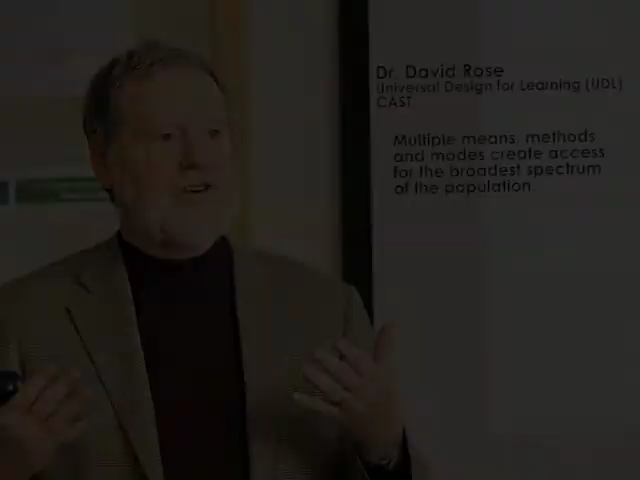 Dr. David Rose
Universal Design for Learning (UDL)
CAST
Multiple means, methods
and modes create access
for the broadest spectrum
of the population